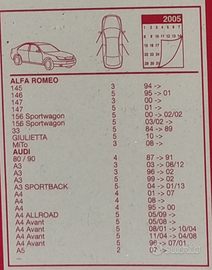 2005
ALFA ROMEO
145 3 94 ->
146 5 95 -> 01
147 3 00 ->
147 5 01 ->
156 Sportwagon 5 00 -> 02/02
156 Sportwagon 5 03/02 ->
33 5 84 -> 89
GIULIETTA 5 10 ->
MiTo 3 08 ->
AUDI
80 / 90 4 87 -> 91
A3 3 03 -> 08/12
A3 3 96 -> 03
A3 5 99 -> 02
A3 SPORTBACK 5 04 -> 01/13
A4 4 01 ->
A4 4 08 ->
A4 4 95 -> 00
A4 ALLROAD 5 05/09 ->
A4 Avant 5 05/08 ->
A4 Avant 5 08/01 -> 10/04
A4 Avant 5 11/04 -> 04/08
A4 Avant 5 96 -> 07/01
A5 2 07 ->